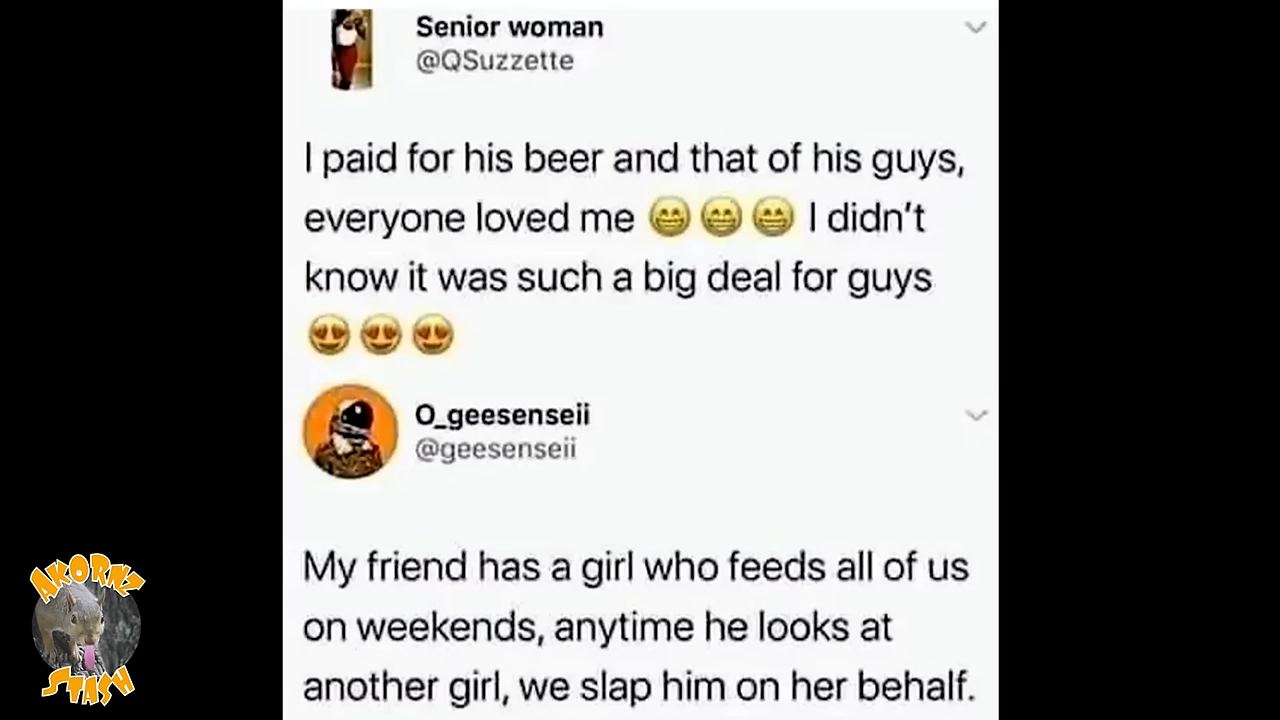 Senior woman
@QSuzzette
I paid for his beer and that of his guys,
everyone loved me 😁😁😁 I didn't
know it was such a big deal for guys
😍😍😍
O_geesenseii
@geesenseii
My friend has a girl who feeds all of us
on weekends, anytime he looks at
another girl, we slap him on her behalf.
AKORNZ
STASH